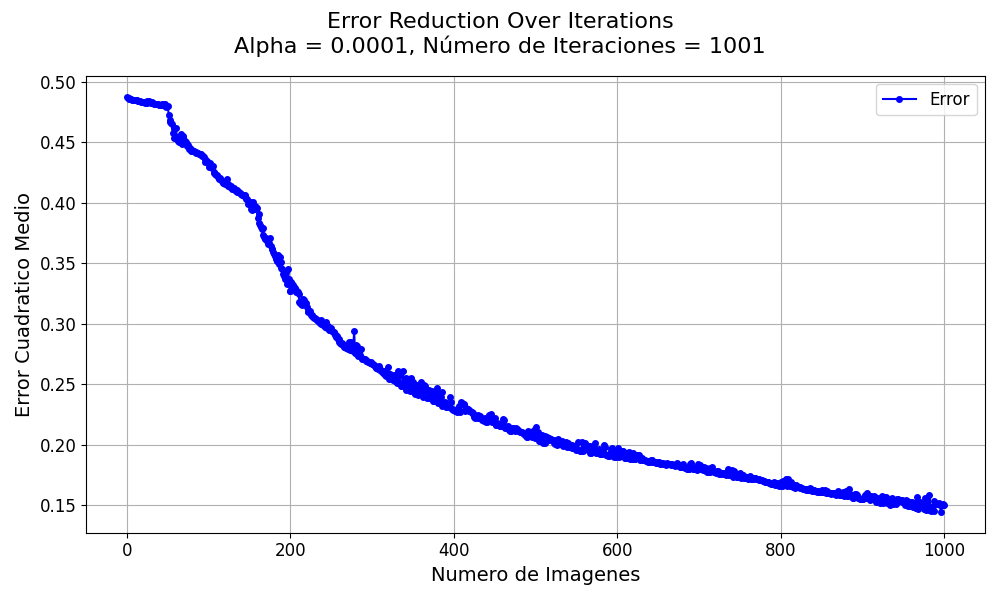 Error Reduction Over Iterations
Alpha = 0.0001, Número de Iteraciones = 1001
Error
Error Cuadratico Medio
0.50
0.45
0.40
0.35
0.30
0.25
0.20
0.15
0 200 400 600 800 1000
Numero de Imagenes